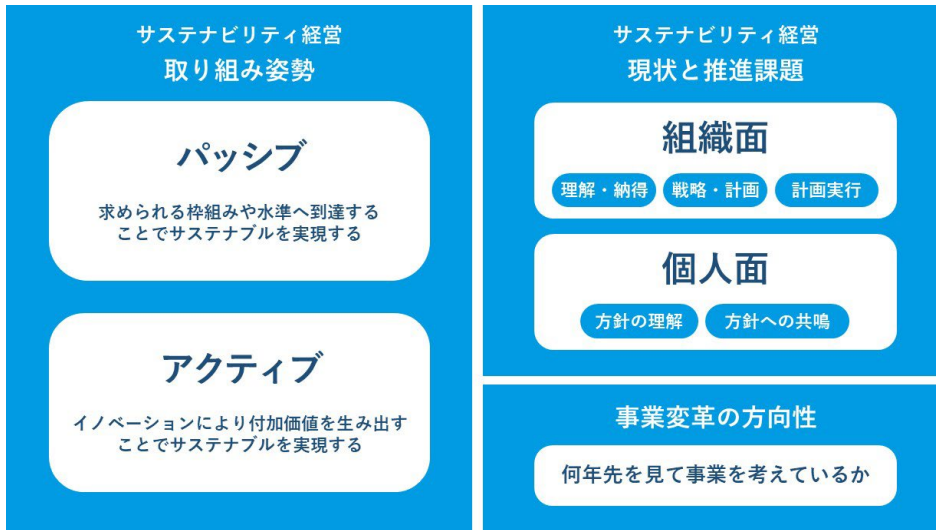 サステナビリティ経営
取り組み姿勢
パッシブ
求められる枠組みや水準へ到達する
ことでサステナブルを実現する
アクティブ
イノベーションにより付加価値を生み出す
ことでサステナブルを実現する
サステナビリティ経営
現状と推進課題
組織面
理解・納得 戦略・計画 計画実行
個人面
方針の理解 方針への共鳴
事業変革の方向性
何年先を見て事業を考えているか